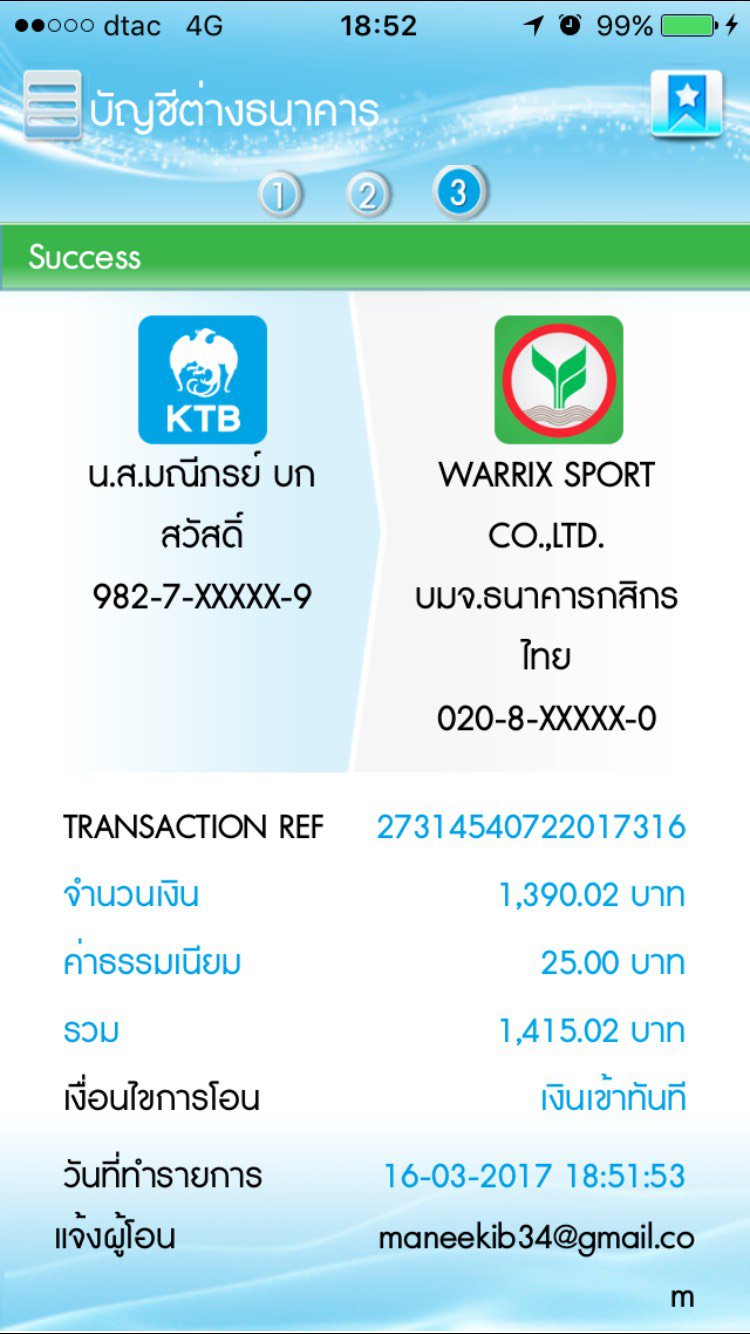 dtac 4G 18:52 99%
บัญชีต่างธนาคาร
1 2 3
Success
KTB
น.ส.มณีภรย์ บก
สวัสดิ์
982-7-XXXXX-9
WARRIX SPORT
CO.,LTD.
บมจ.ธนาคารกสิกร
ไทย
020-8-XXXXX-0
TRANSACTION REF 27314540722017316
จำนวนเงิน 1,390.02 บาท
ค่าธรรมเนียม 25.00 บาท
รวม 1,415.02 บาท
เงื่อนไขการโอน เงินเข้าทันที
วันที่ทำรายการ 16-03-2017 18:51:53
แจ้งผู้โอน maneekib34@gmail.co
m